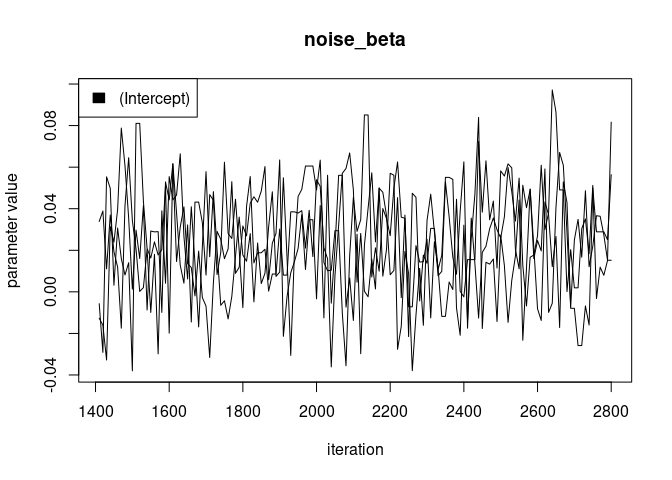 noise_beta
(Intercept)
parameter value
0.08
0.04
0.00
-0.04
1400 1600 1800 2000 2200 2400 2600 2800
iteration